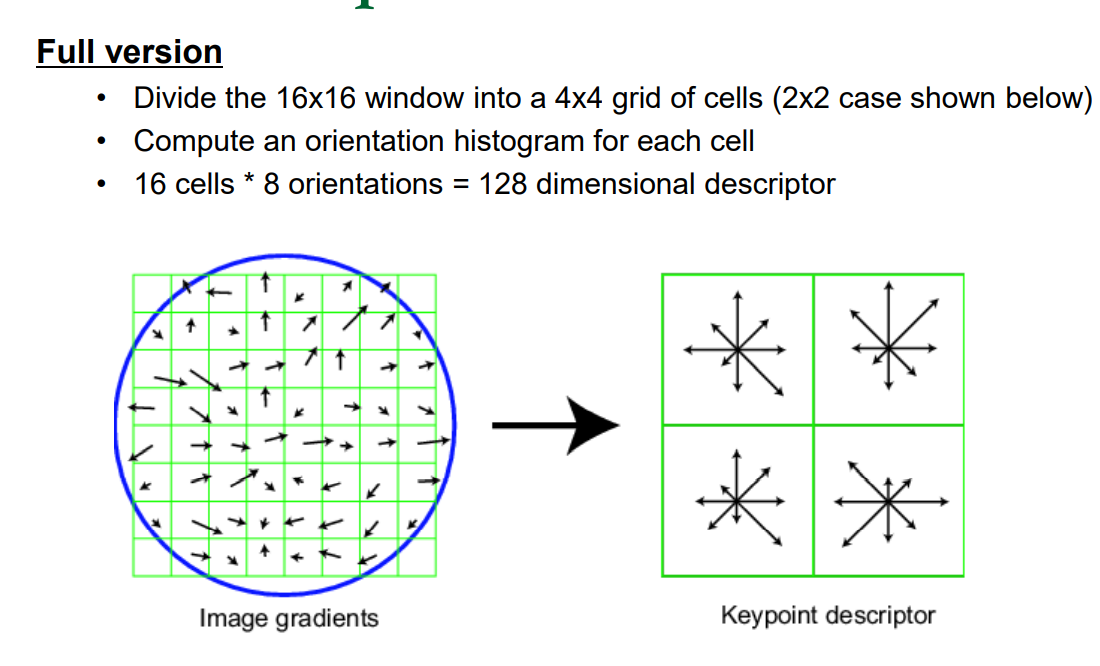 Full version
• Divide the 16x16 window into a 4x4 grid of cells (2x2 case shown below)
• Compute an orientation histogram for each cell
• 16 cells * 8 orientations = 128 dimensional descriptor
Image gradients
Keypoint descriptor